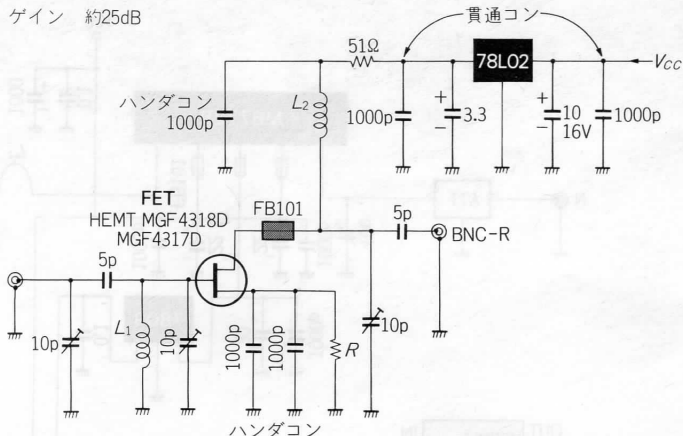 ゲイン 約25dB
貫通コン
51Ω
78L02
VCC
ハンダコン
1000p
L2
1000p
+
3.3
−
+
10
16V
−
1000p
FET
HEMT MGF4318D
MGF4317D
FB101
5p
BNC-R
5p
10p
L1
10p
1000p
1000p
R
10p
ハンダコン